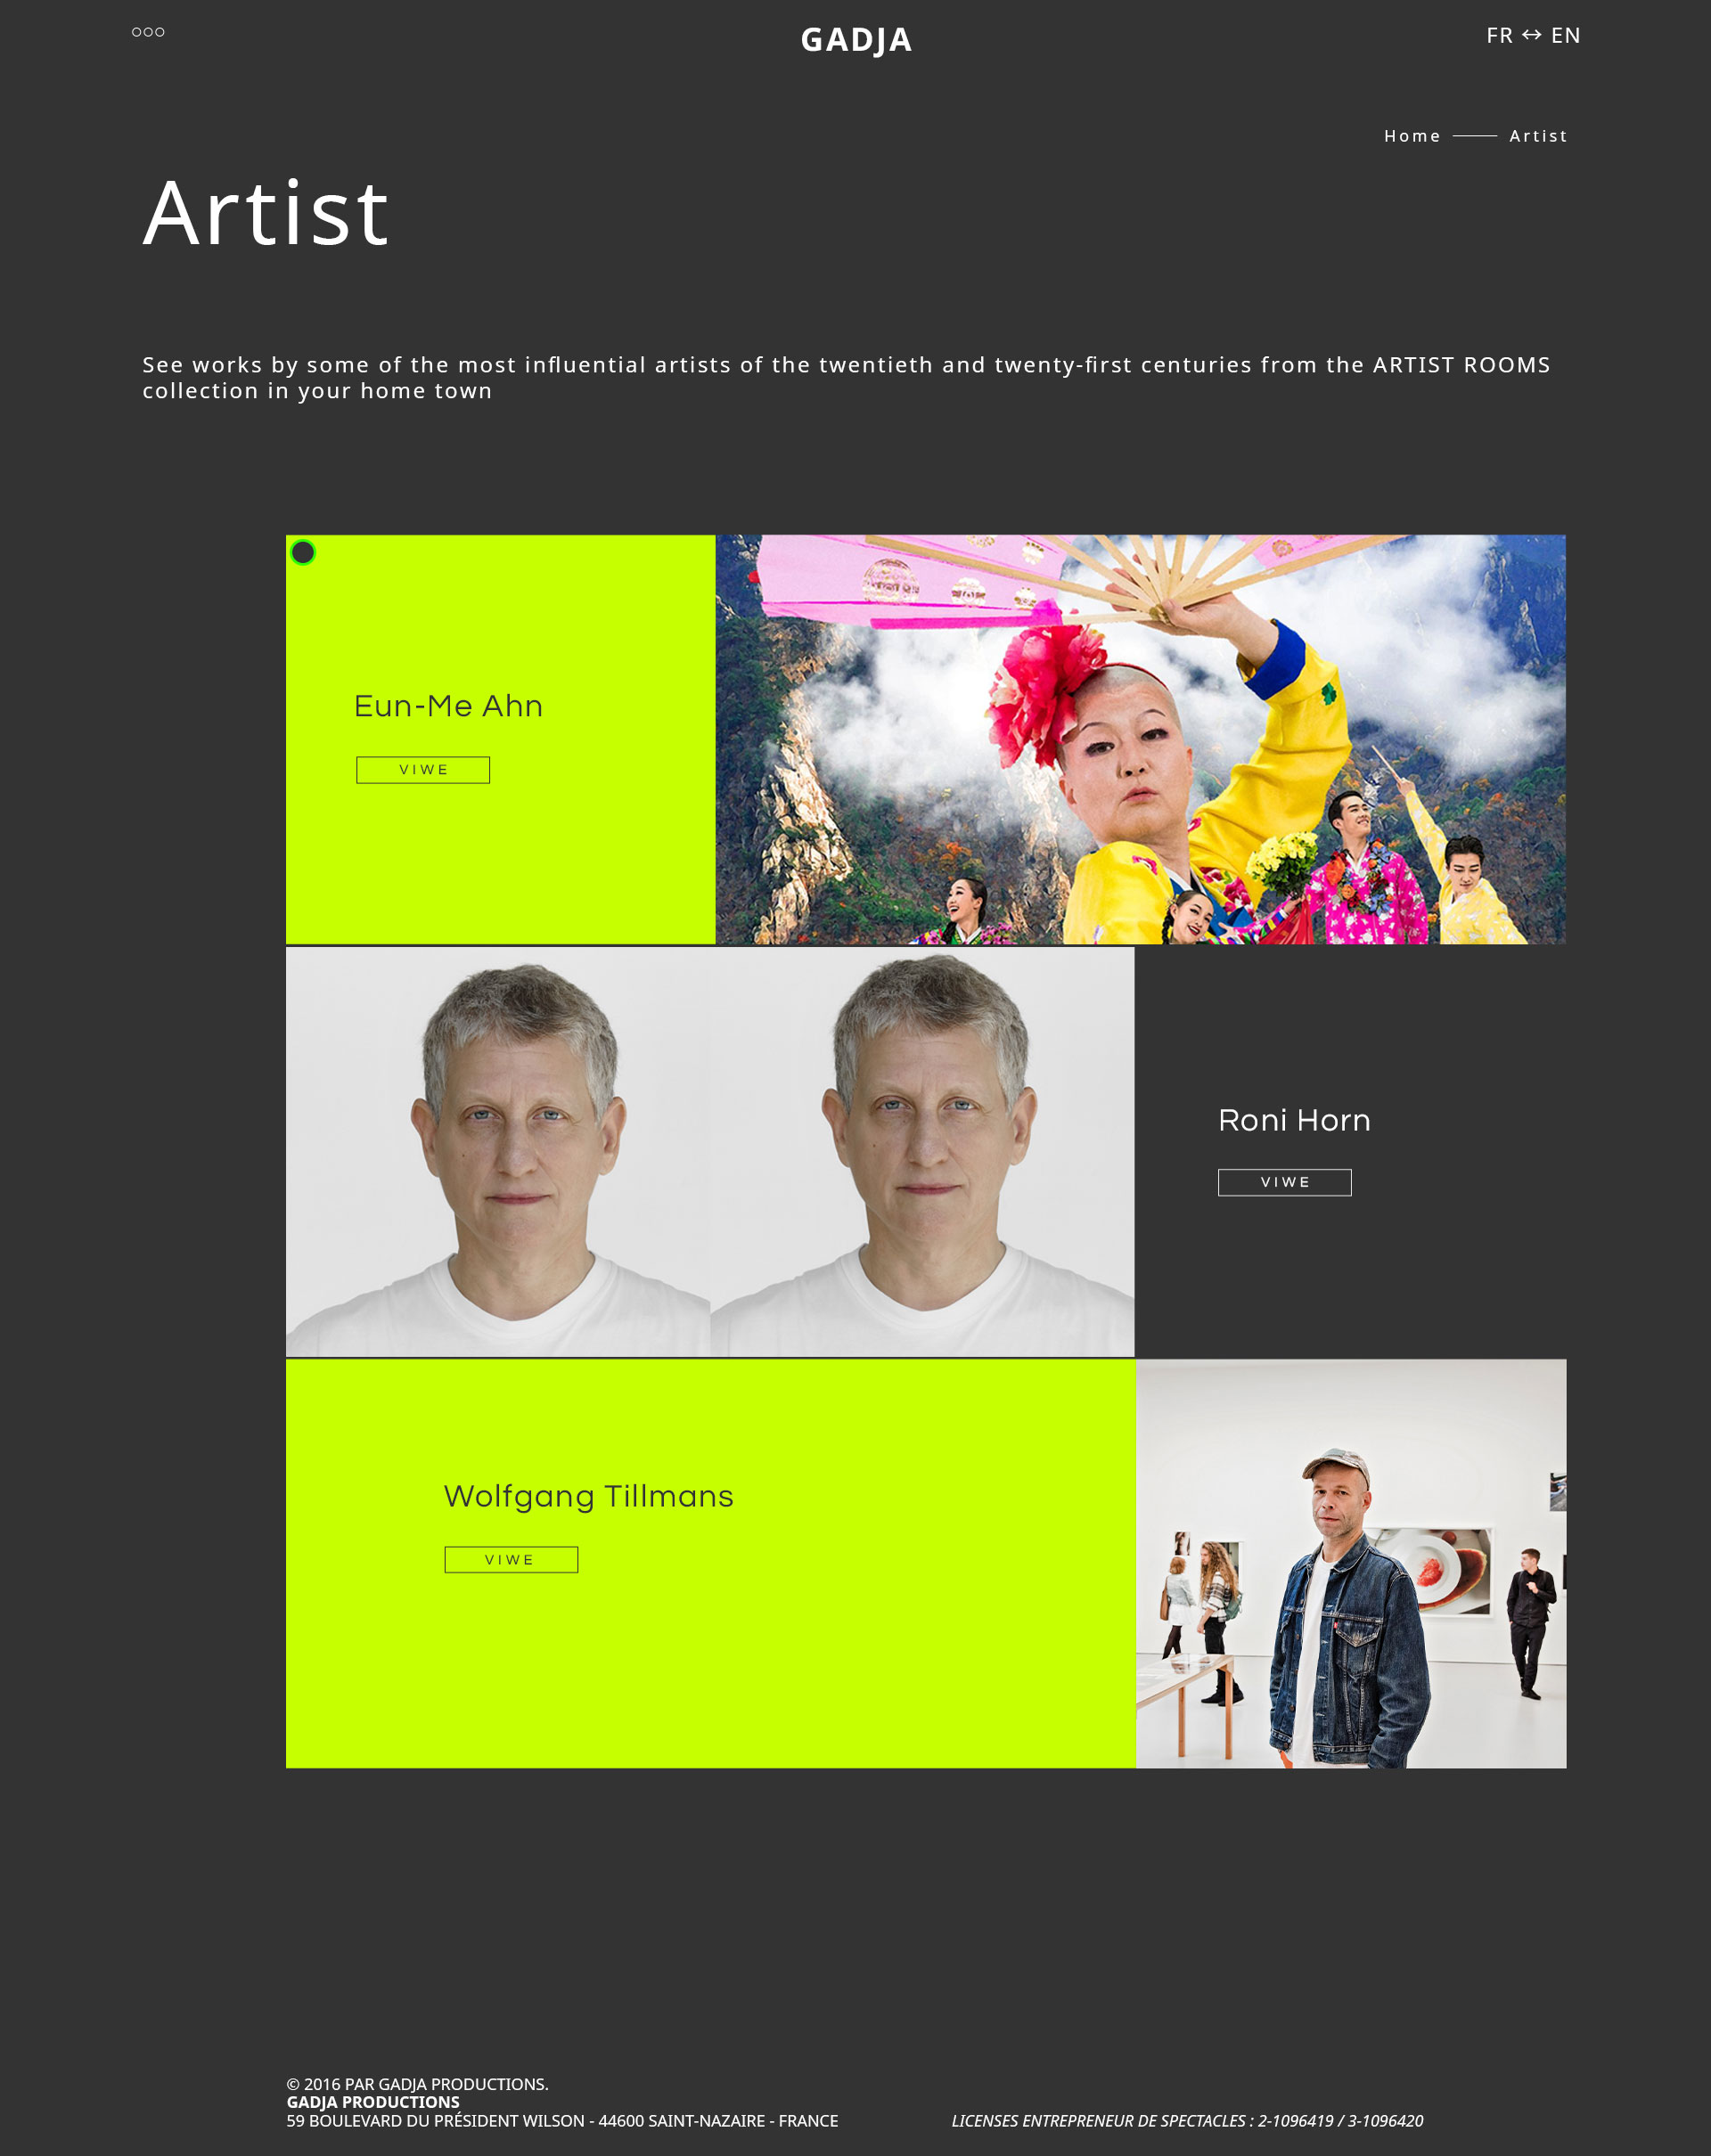 GADJA
FR ↔ EN
Home — Artist
Artist
See works by some of the most influential artists of the twentieth and twenty-first centuries from the ARTIST ROOMS
collection in your home town
Eun-Me Ahn
VIWE
Roni Horn
VIWE
Wolfgang Tillmans
VIWE
© 2016 PAR GADJA PRODUCTIONS.
GADJA PRODUCTIONS
59 BOULEVARD DU PRÉSIDENT WILSON - 44600 SAINT-NAZAIRE - FRANCE
LICENSES ENTREPRENEUR DE SPECTACLES : 2-1096419 / 3-1096420